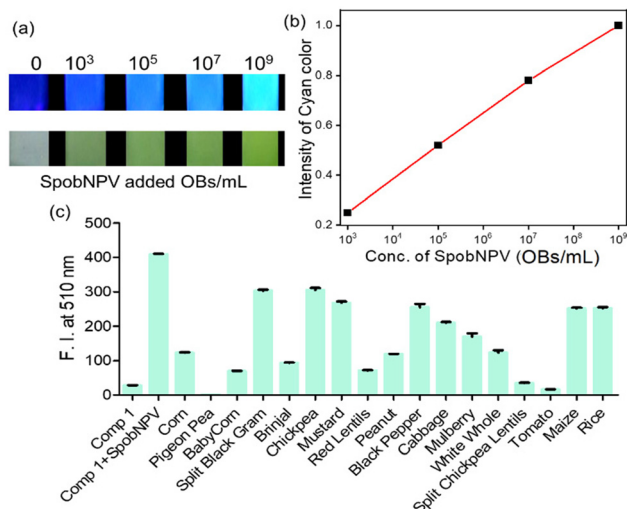 (a)
0 10³ 10⁵ 10⁷ 10⁹
SpobNPV added OBs/mL
(b)
Intensity of Cyan color
1.0
0.8
0.6
0.4
0.2
10³ 10⁴ 10⁵ 10⁶ 10⁷ 10⁸ 10⁹
Conc. of SpobNPV (OBs/mL)
(c)
F. I. at 510 nm
500
400
300
200
100
0
Comp 1
Comp 1+SpobNPV
Corn
Pigeon Pea
BabyCorn
Split Black Gram
Brinjal
Chickpea
Mustard
Red Lentils
Peanut
Black Pepper
Cabbage
Mulberry
White Whole
Split Chickpea Lentils
Tomato
Maize
Rice